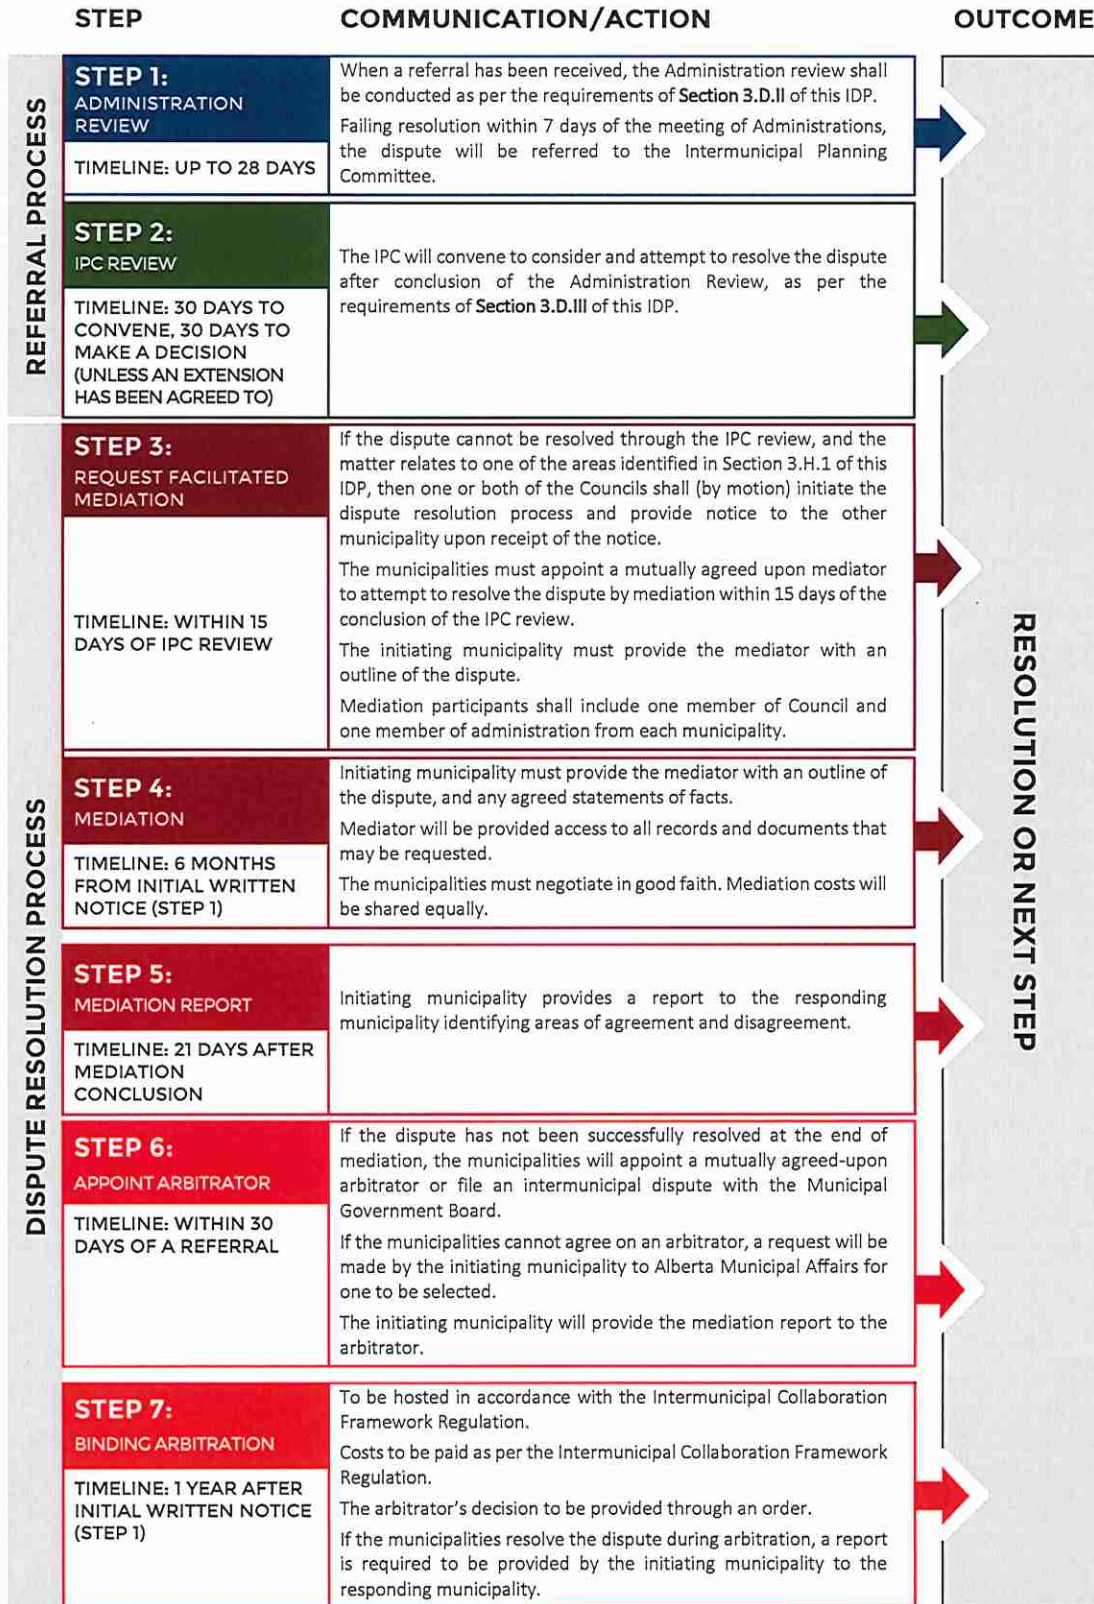 STEP
COMMUNICATION/ACTION
OUTCOME
REFERRAL PROCESS
STEP 1:
ADMINISTRATION
REVIEW
TIMELINE: UP TO 28 DAYS
When a referral has been received, the Administration review shall
be conducted as per the requirements of Section 3.D.II of this IDP.
Failing resolution within 7 days of the meeting of Administrations,
the dispute will be referred to the Intermunicipal Planning
Committee.
STEP 2:
IPC REVIEW
TIMELINE: 30 DAYS TO
CONVENE, 30 DAYS TO
MAKE A DECISION
(UNLESS AN EXTENSION
HAS BEEN AGREED TO)
The IPC will convene to consider and attempt to resolve the dispute
after conclusion of the Administration Review, as per the
requirements of Section 3.D.III of this IDP.
DISPUTE RESOLUTION PROCESS
STEP 3:
REQUEST FACILITATED
MEDIATION
TIMELINE: WITHIN 15
DAYS OF IPC REVIEW
If the dispute cannot be resolved through the IPC review, and the
matter relates to one of the areas identified in Section 3.H.1 of this
IDP, then one or both of the Councils shall (by motion) initiate the
dispute resolution process and provide notice to the other
municipality upon receipt of the notice.
The municipalities must appoint a mutually agreed upon mediator
to attempt to resolve the dispute by mediation within 15 days of the
conclusion of the IPC review.
The initiating municipality must provide the mediator with an
outline of the dispute.
Mediation participants shall include one member of Council and
one member of administration from each municipality.
STEP 4:
MEDIATION
TIMELINE: 6 MONTHS
FROM INITIAL WRITTEN
NOTICE (STEP 1)
Initiating municipality must provide the mediator with an outline of
the dispute, and any agreed statements of facts.
Mediator will be provided access to all records and documents that
may be requested.
The municipalities must negotiate in good faith. Mediation costs will
be shared equally.
STEP 5:
MEDIATION REPORT
TIMELINE: 21 DAYS AFTER
MEDIATION
CONCLUSION
Initiating municipality provides a report to the responding
municipality identifying areas of agreement and disagreement.
STEP 6:
APPOINT ARBITRATOR
TIMELINE: WITHIN 30
DAYS OF A REFERRAL
If the dispute has not been successfully resolved at the end of
mediation, the municipalities will appoint a mutually agreed-upon
arbitrator or file an intermunicipal dispute with the Municipal
Government Board.
If the municipalities cannot agree on an arbitrator, a request will be
made by the initiating municipality to Alberta Municipal Affairs for
one to be selected.
The initiating municipality will provide the mediation report to the
arbitrator.
STEP 7:
BINDING ARBITRATION
TIMELINE: 1 YEAR AFTER
INITIAL WRITTEN NOTICE
(STEP 1)
To be hosted in accordance with the Intermunicipal Collaboration
Framework Regulation.
Costs to be paid as per the Intermunicipal Collaboration Framework
Regulation.
The arbitrator's decision to be provided through an order.
If the municipalities resolve the dispute during arbitration, a report
is required to be provided by the initiating municipality to the
responding municipality.
RESOLUTION OR NEXT STEP